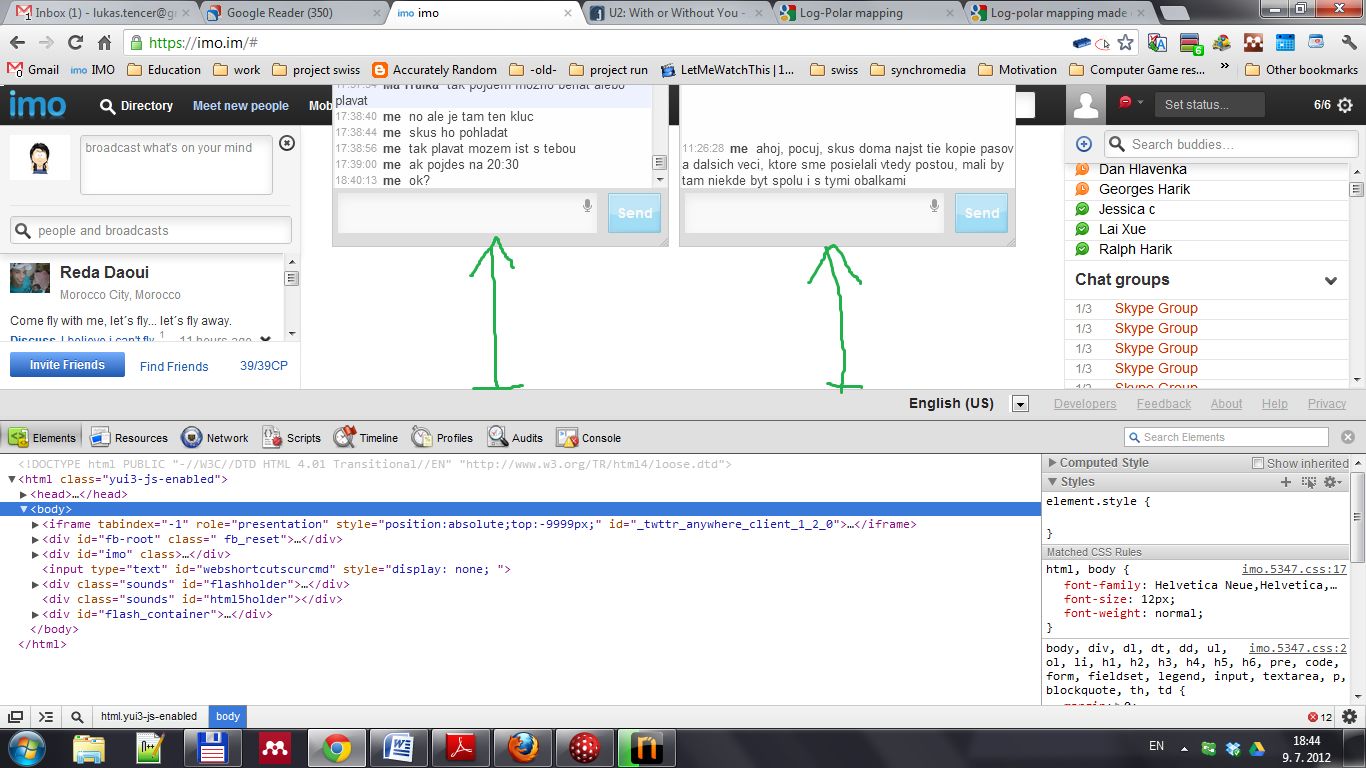 Inbox (1) - lukas.tencer@g
Google Reader (350)
imo imo
U2: With or Without You -
Log-Polar mapping
Log-polar mapping made
https://imo.im/#
6
Gmail
imo IMO
Education
work
project swiss
Accurately Random
-old-
project run
LetMeWatchThis | 1...
swiss
synchromedia
Motivation
Computer Game res...
»
Other bookmarks
imo
Directory
Meet new people
Mob
Set status...
6/6
broadcast what's on your mind
people and broadcasts
Reda Daoui
Morocco City, Morocco
Come fly with me, let´s fly... let´s fly away.
Discuss I believe i can't fly 1 11 hours ago
Invite Friends
Find Friends
39/39CP
tak pojdem mozno behat alebo
plavat
17:38:40 me no ale je tam ten kluc
17:38:44 me skus ho pohladat
17:38:56 me tak plavat mozem ist s tebou
17:39:00 me ak pojdes na 20:30
18:40:13 me ok?
Send
11:26:28 me ahoj, pocuj, skus doma najst tie kopie pasov
a dalsich veci, ktore sme posielali vtedy postou, mali by
tam niekde byt spolu i s tymi obalkami
Send
Search buddies...
Dan Hlavenka
Georges Harik
Jessica c
Lai Xue
Ralph Harik
Chat groups
1/3 Skype Group
1/3 Skype Group
1/3 Skype Group
1/3 Skype Group
1/3 Skype Group
English (US)
Developers
Feedback
About
Help
Privacy
Elements
Resources
Network
Scripts
Timeline
Profiles
Audits
Console
Search Elements
<!DOCTYPE html PUBLIC "-//W3C//DTD HTML 4.01 Transitional//EN" "http://www.w3.org/TR/html4/loose.dtd">
<html class="yui3-js-enabled">
<head>…</head>
<body>
<iframe tabindex="-1" role="presentation" style="position:absolute;top:-9999px;" id="_twttr_anywhere_client_1_2_0">…</iframe>
<div id="fb-root" class=" fb_reset">…</div>
<div id="imo" class>…</div>
<input type="text" id="webshortcutscurcmd" style="display: none; ">
<div class="sounds" id="flashholder">…</div>
<div class="sounds" id="html5holder"></div>
<div id="flash_container">…</div>
</body>
</html>
Computed Style
Show inherited
Styles
element.style {
}
Matched CSS Rules
html, body { imo.5347.css:17
font-family: Helvetica Neue,Helvetica,…
font-size: 12px;
font-weight: normal;
}
body, div, dl, dt, dd, ul, imo.5347.css:2
ol, li, h1, h2, h3, h4, h5, h6, pre, code,
form, fieldset, legend, input, textarea, p,
blockquote, th, td {
margin: 0;
html.yui3-js-enabled
body
12
EN
18:44
9. 7. 2012